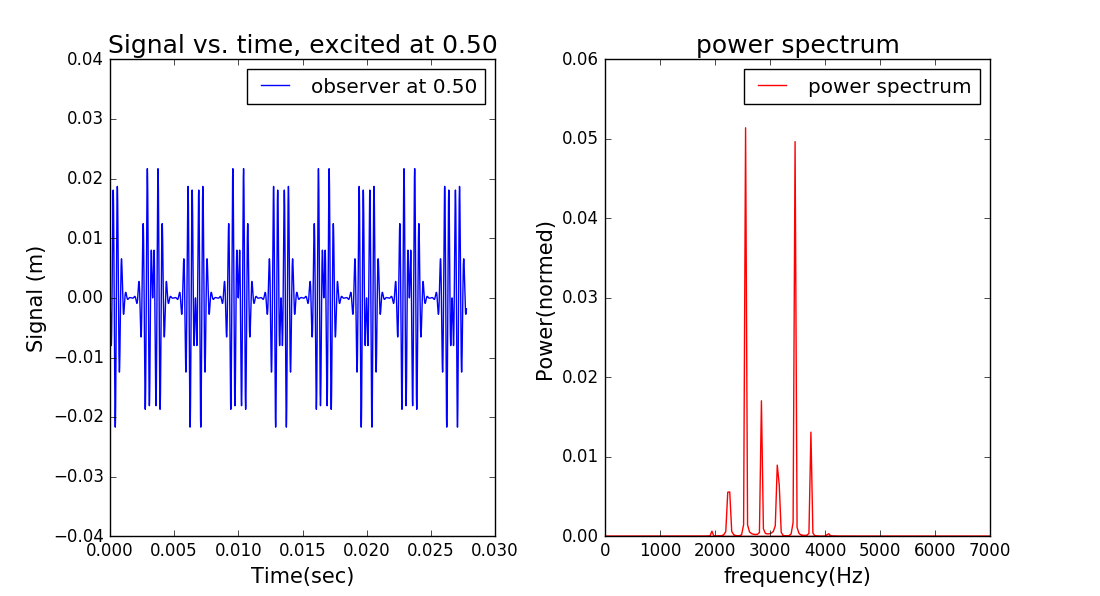 Signal vs. time, excited at 0.50
observer at 0.50
0.04
0.03
0.02
0.01
0.00
−0.01
−0.02
−0.03
−0.04
Signal (m)
0.000 0.005 0.010 0.015 0.020 0.025 0.030
Time(sec)
power spectrum
power spectrum
0.06
0.05
0.04
0.03
0.02
0.01
0.00
Power(normed)
0 1000 2000 3000 4000 5000 6000 7000
frequency(Hz)